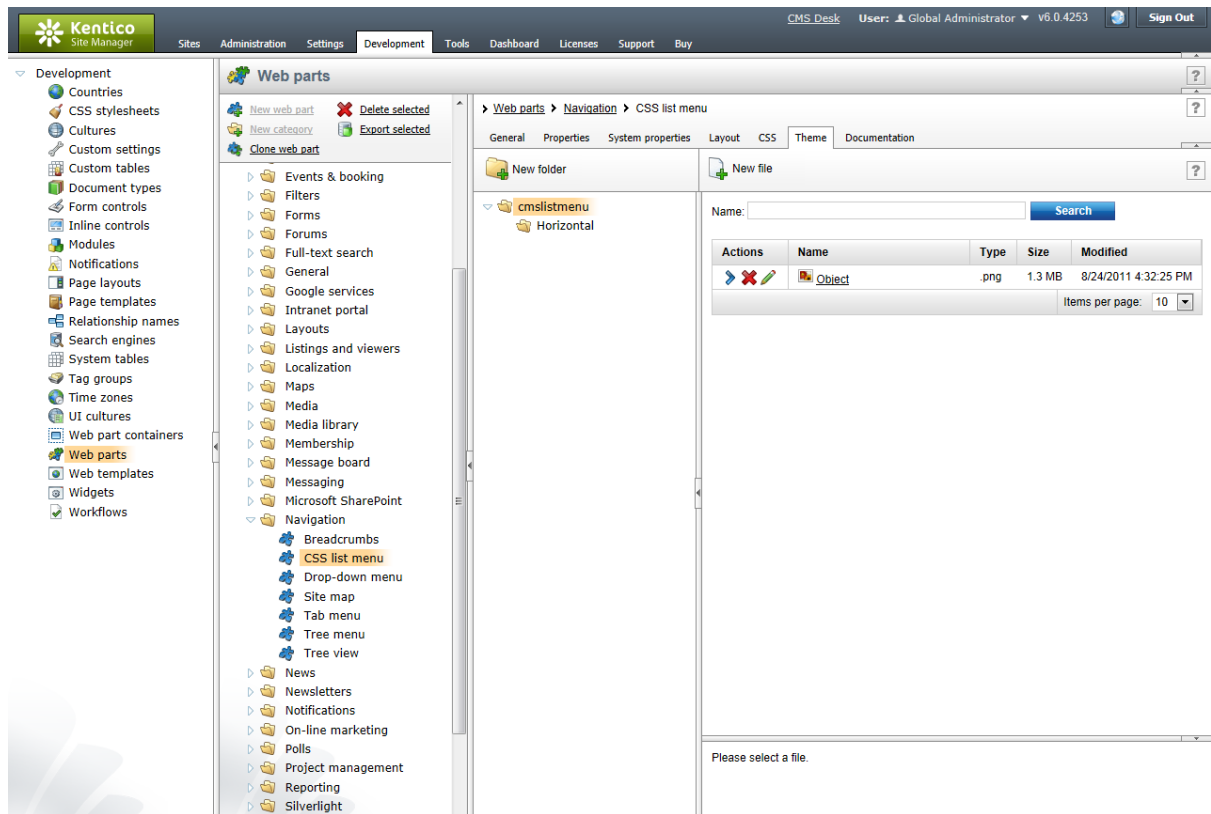 Kentico
Site Manager
CMS Desk User: Global Administrator v6.0.4253 Sign Out
Sites Administration Settings Development Tools Dashboard Licenses Support Buy
Development
Countries
CSS stylesheets
Cultures
Custom settings
Custom tables
Document types
Form controls
Inline controls
Modules
Notifications
Page layouts
Page templates
Relationship names
Search engines
System tables
Tag groups
Time zones
UI cultures
Web part containers
Web parts
Web templates
Widgets
Workflows
Web parts
?
New web part Delete selected
New category Export selected
Clone web part
Events & booking
Filters
Forms
Forums
Full-text search
General
Google services
Intranet portal
Layouts
Listings and viewers
Localization
Maps
Media
Media library
Membership
Message board
Messaging
Microsoft SharePoint
Navigation
Breadcrumbs
CSS list menu
Drop-down menu
Site map
Tab menu
Tree menu
Tree view
News
Newsletters
Notifications
On-line marketing
Polls
Project management
Reporting
Silverlight
Web parts > Navigation > CSS list menu
?
General Properties System properties Layout CSS Theme Documentation
New folder
cmslistmenu
Horizontal
New file
?
Name: Search
Actions Name Type Size Modified
Object .png 1.3 MB 8/24/2011 4:32:25 PM
Items per page: 10
Please select a file.